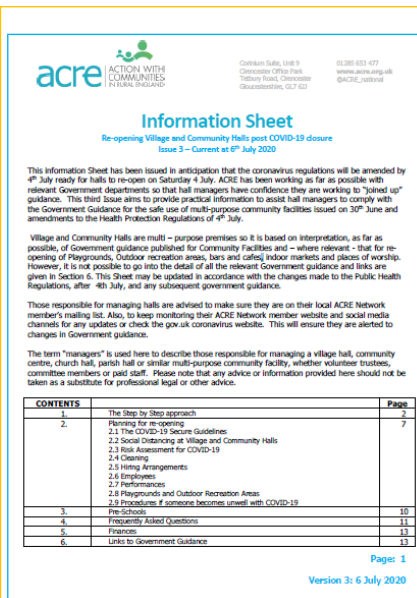 acre ACTION WITH
COMMUNITIES
IN RURAL ENGLAND
Corinium Suite, Unit 9
Cirencester Office Park
Tetbury Road, Cirencester
Gloucestershire, GL7 6JJ
01285 653 477
www.acre.org.uk
@ACRE_national
Information Sheet
Re-opening Village and Community Halls post COVID-19 closure
Issue 3 – Current at 6th July 2020
This information Sheet has been issued in anticipation that the coronavirus regulations will be amended by
4th July ready for halls to re-open on Saturday 4 July. ACRE has been working as far as possible with
relevant Government departments so that hall managers have confidence they are working to "joined up"
guidance. This third Issue aims to provide practical information to assist hall managers to comply with
the Government Guidance for the safe use of multi-purpose community facilities issued on 30th June and
amendments to the Health Protection Regulations of 4th July.
Village and Community Halls are multi – purpose premises so it is based on interpretation, as far as
possible, of Government guidance published for Community Facilities and – where relevant - that for re-
opening of Playgrounds, Outdoor recreation areas, bars and cafes, indoor markets and places of worship.
However, it is not possible to go into the detail of all the relevant Government guidance and links are
given in Section 6. This Sheet may be updated in accordance with the changes made to the Public Health
Regulations, after 4th July, and any subsequent government guidance.
Those responsible for managing halls are advised to make sure they are on their local ACRE Network
member's mailing list. Also, to keep monitoring their ACRE Network member website and social media
channels for any updates or check the gov.uk coronavirus website. This will ensure they are alerted to
changes in Government guidance.
The term "managers" is used here to describe those responsible for managing a village hall, community
centre, church hall, parish hall or similar multi-purpose community facility, whether volunteer trustees,
committee members or paid staff. Please note that any advice or information provided here should not be
taken as a substitute for professional legal or other advice.
CONTENTS Page
1. The Step by Step approach 2
2. Planning for re-opening 7
2.1 The COVID-19 Secure Guidelines
2.2 Social Distancing at Village and Community Halls
2.3 Risk Assessment for COVID-19
2.4 Cleaning
2.5 Hiring Arrangements
2.6 Employees
2.7 Performances
2.8 Playgrounds and Outdoor Recreation Areas
2.9 Procedures if someone becomes unwell with COVID-19
3. Pre-Schools 10
4. Frequently Asked Questions 11
5. Finances 13
6. Links to Government Guidance 13
Page: 1
Version 3: 6 July 2020